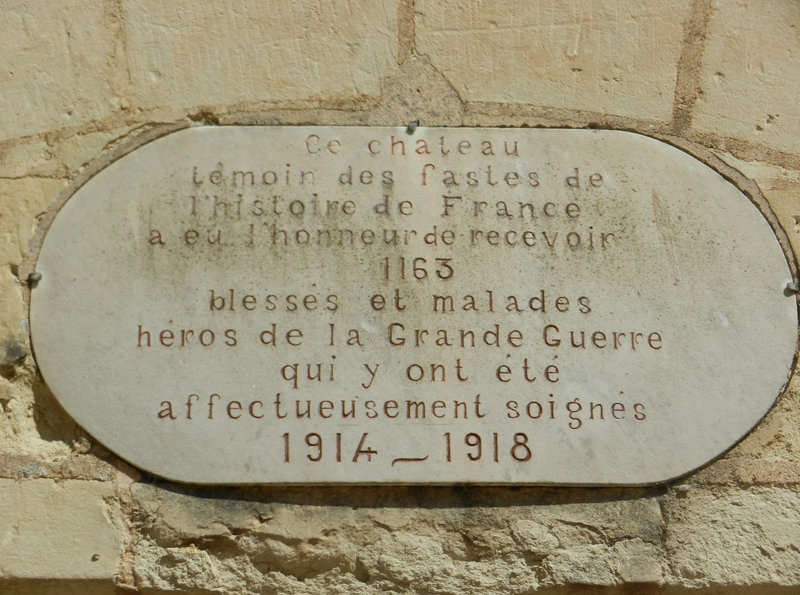 Ce chateau
témoin des fastes de
l'histoire de France
a eu l'honneur de recevoir
1163
blessés et malades
héros de la Grande Guerre
qui y ont été
affectueusement soignés
1914 – 1918